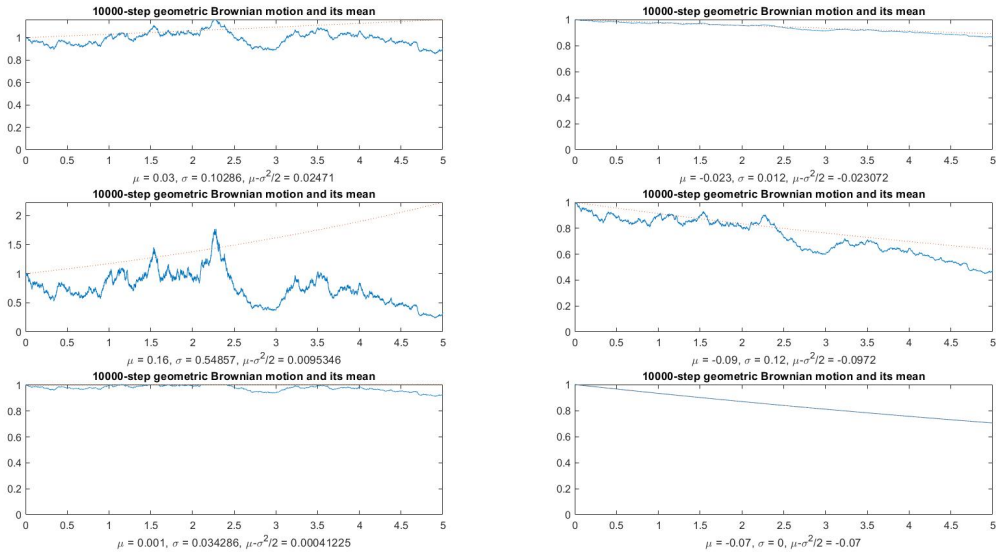 10000-step geometric Brownian motion and its mean
1
0.8
0.6
0.4
0.2
0
0 0.5 1 1.5 2 2.5 3 3.5 4 4.5 5
μ = 0.03, σ = 0.10286, μ-σ²/2 = 0.02471
10000-step geometric Brownian motion and its mean
1
0.8
0.6
0.4
0.2
0
0 0.5 1 1.5 2 2.5 3 3.5 4 4.5 5
μ = -0.023, σ = 0.012, μ-σ²/2 = -0.023072
10000-step geometric Brownian motion and its mean
2
1.5
1
0.5
0
0 0.5 1 1.5 2 2.5 3 3.5 4 4.5 5
μ = 0.16, σ = 0.54857, μ-σ²/2 = 0.0095346
10000-step geometric Brownian motion and its mean
1
0.8
0.6
0.4
0.2
0
0 0.5 1 1.5 2 2.5 3 3.5 4 4.5 5
μ = -0.09, σ = 0.12, μ-σ²/2 = -0.0972
10000-step geometric Brownian motion and its mean
1
0.8
0.6
0.4
0.2
0
0 0.5 1 1.5 2 2.5 3 3.5 4 4.5 5
μ = 0.001, σ = 0.034286, μ-σ²/2 = 0.00041225
10000-step geometric Brownian motion and its mean
1
0.8
0.6
0.4
0.2
0
0 0.5 1 1.5 2 2.5 3 3.5 4 4.5 5
μ = -0.07, σ = 0, μ-σ²/2 = -0.07